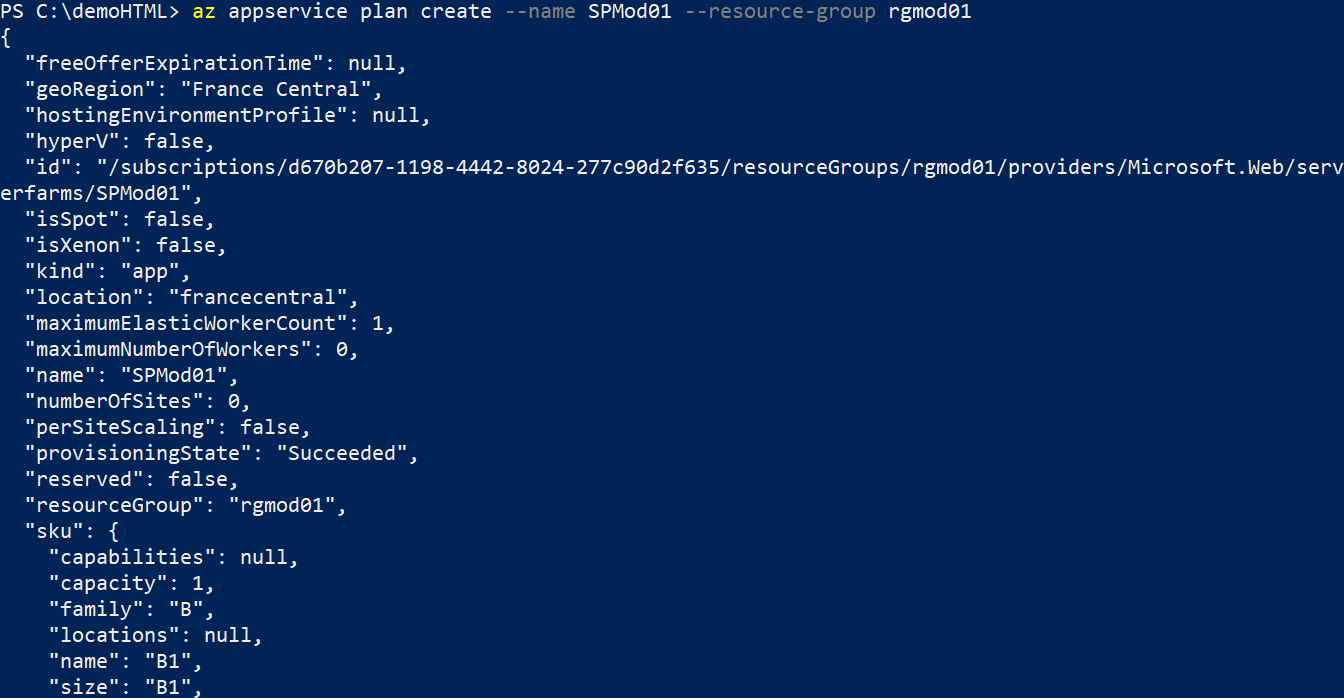 PS C:\demoHTML> az appservice plan create --name SPMod01 --resource-group rgmod01
{
  "freeOfferExpirationTime": null,
  "geoRegion": "France Central",
  "hostingEnvironmentProfile": null,
  "hyperV": false,
  "id": "/subscriptions/d670b207-1198-4442-8024-277c90d2f635/resourceGroups/rgmod01/providers/Microsoft.Web/serv
erfarms/SPMod01",
  "isSpot": false,
  "isXenon": false,
  "kind": "app",
  "location": "francecentral",
  "maximumElasticWorkerCount": 1,
  "maximumNumberOfWorkers": 0,
  "name": "SPMod01",
  "numberOfSites": 0,
  "perSiteScaling": false,
  "provisioningState": "Succeeded",
  "reserved": false,
  "resourceGroup": "rgmod01",
  "sku": {
    "capabilities": null,
    "capacity": 1,
    "family": "B",
    "locations": null,
    "name": "B1",
    "size": "B1",